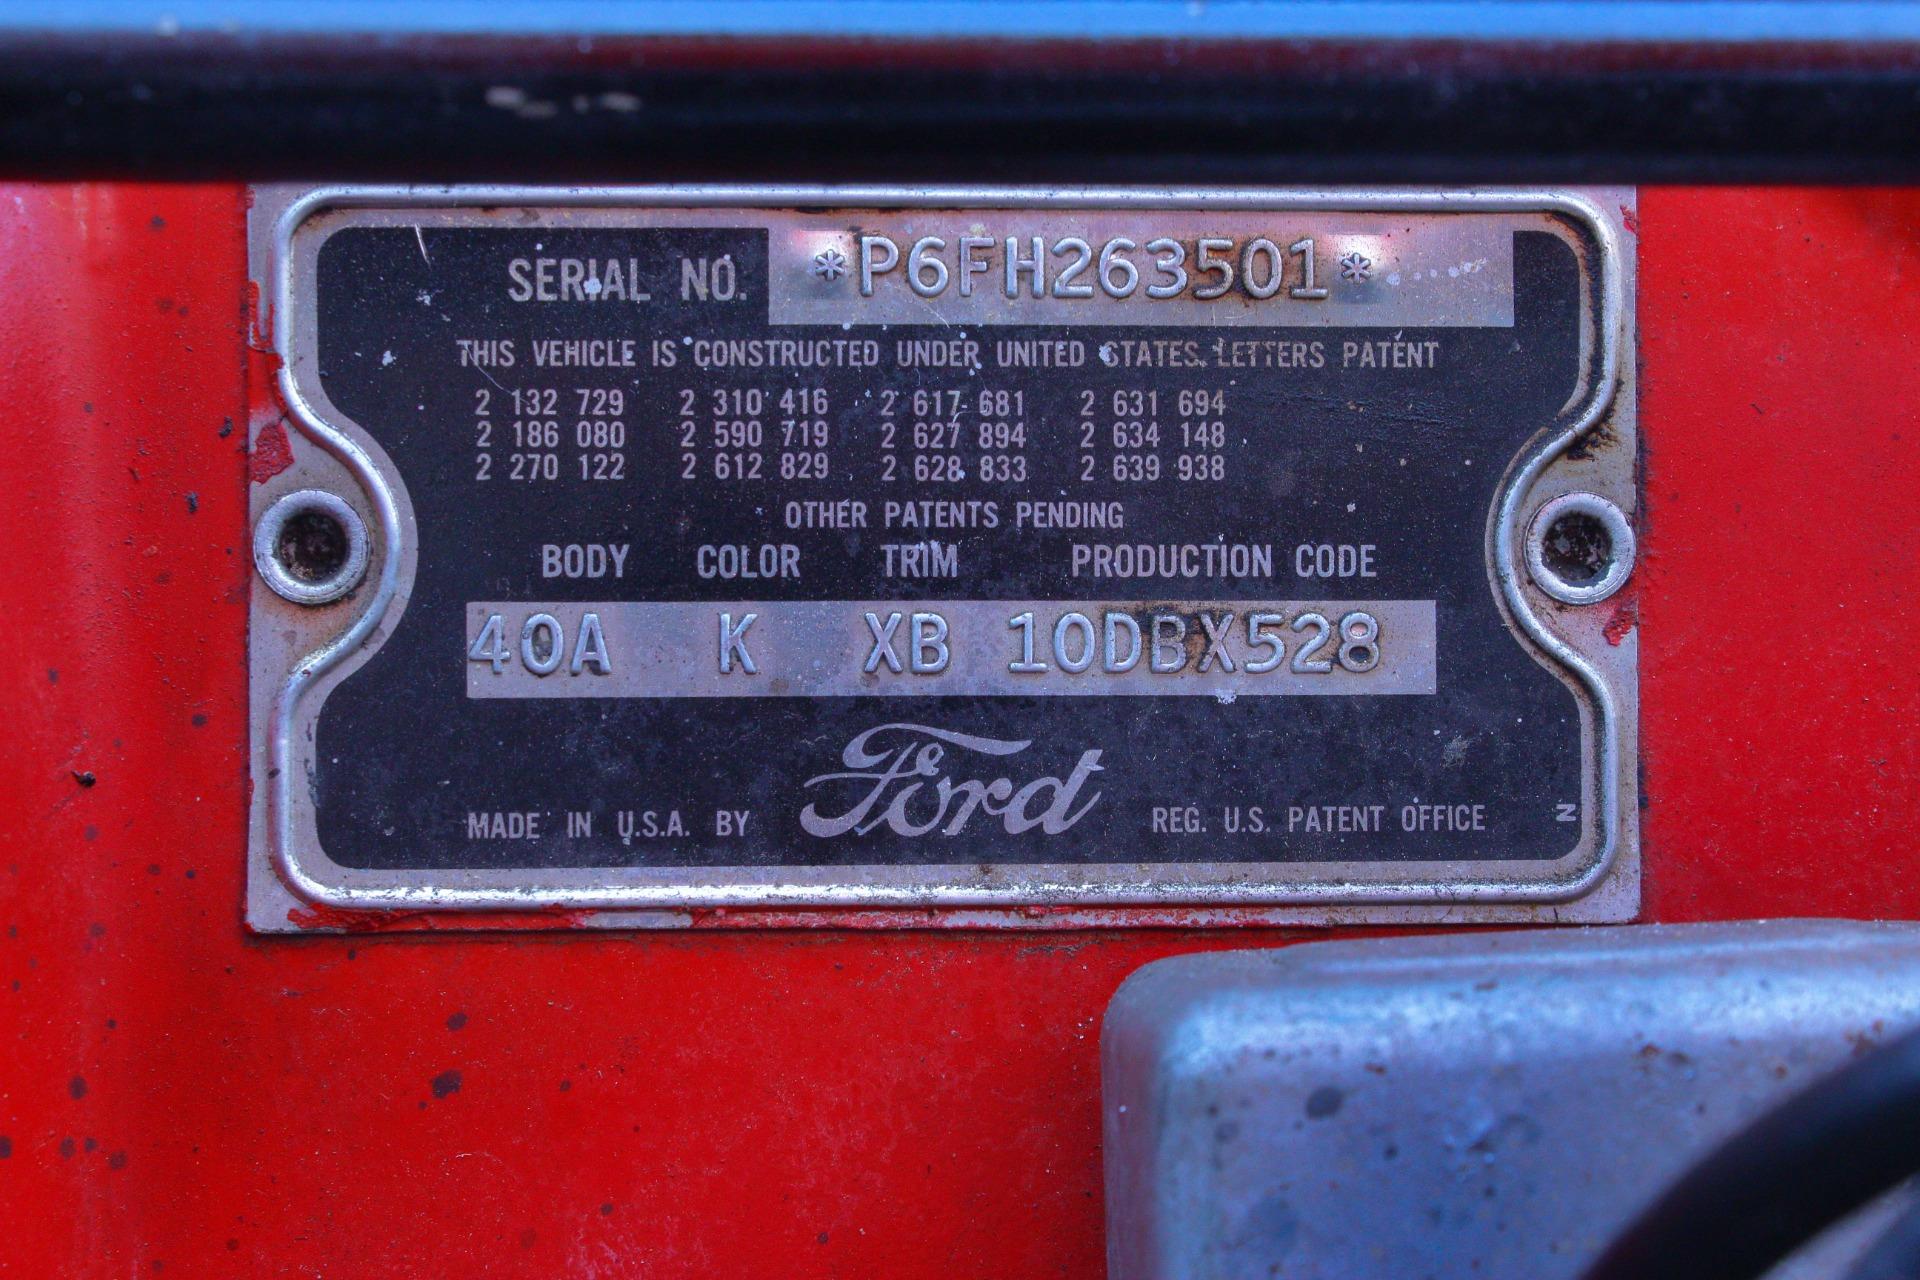 SERIAL NO. *P6FH263501*
THIS VEHICLE IS CONSTRUCTED UNDER UNITED STATES LETTERS PATENT
2 132 729 2 310 416 2 617 681 2 631 694
2 186 080 2 590 719 2 627 894 2 634 148
2 270 122 2 612 829 2 628 833 2 639 938
OTHER PATENTS PENDING
BODY COLOR TRIM PRODUCTION CODE
40A K XB 10DBX528
MADE IN U.S.A. BY Ford REG. U.S. PATENT OFFICE N